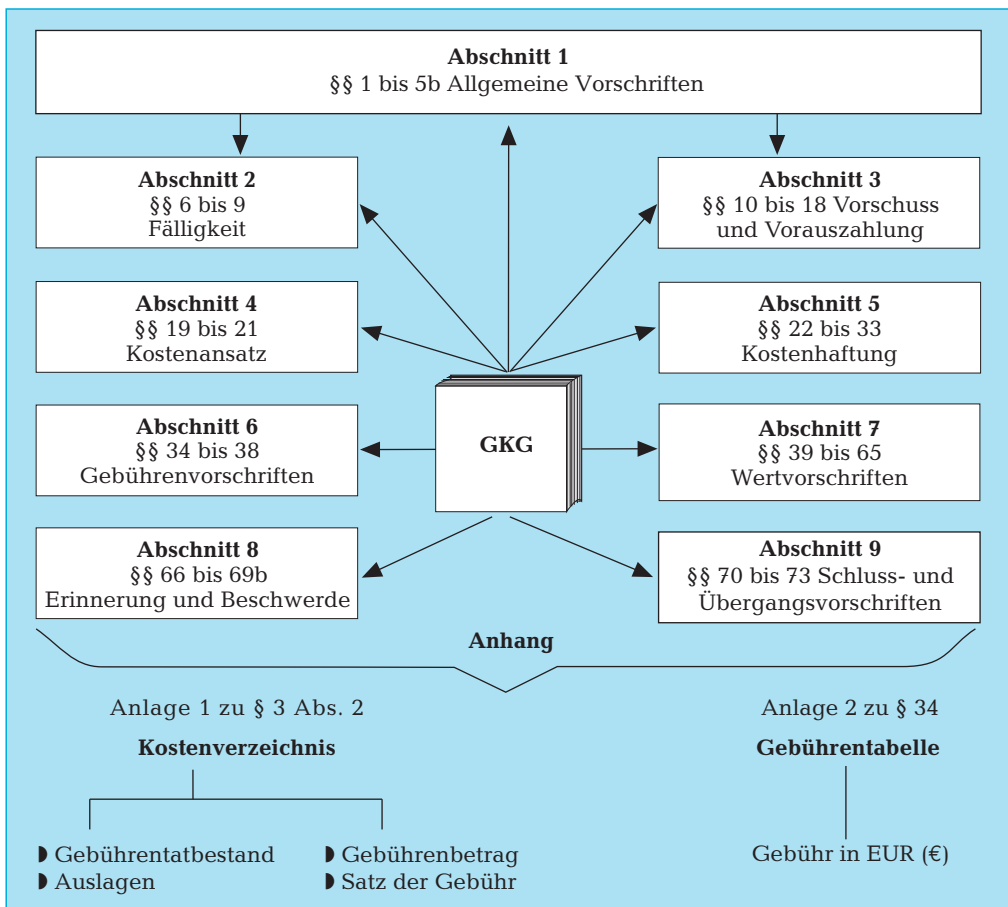 Abschnitt 1
§§ 1 bis 5b Allgemeine Vorschriften
Abschnitt 2
§§ 6 bis 9
Fälligkeit
Abschnitt 3
§§ 10 bis 18 Vorschuss
und Vorauszahlung
Abschnitt 4
§§ 19 bis 21
Kostenansatz
Abschnitt 5
§§ 22 bis 33
Kostenhaftung
GKG
Abschnitt 6
§§ 34 bis 38
Gebührenvorschriften
Abschnitt 7
§§ 39 bis 65
Wertvorschriften
Abschnitt 8
§§ 66 bis 69b
Erinnerung und Beschwerde
Abschnitt 9
§§ 70 bis 73 Schluss- und
Übergangsvorschriften
Anhang
Anlage 1 zu § 3 Abs. 2
Kostenverzeichnis
◗ Gebührentatbestand
◗ Auslagen
◗ Gebührenbetrag
◗ Satz der Gebühr
Anlage 2 zu § 34
Gebührentabelle
Gebühr in EUR (€)